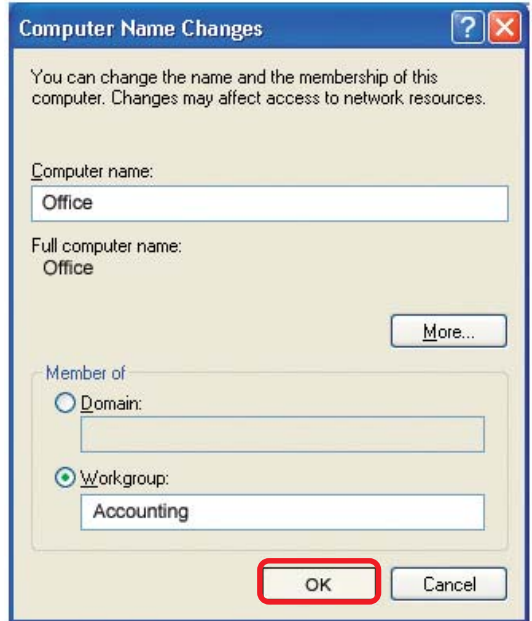 Computer Name Changes
You can change the name and the membership of this
computer. Changes may affect access to network resources.
Computer name:
Office
Full computer name:
Office
More...
Member of
Domain:
Workgroup:
Accounting
OK
Cancel